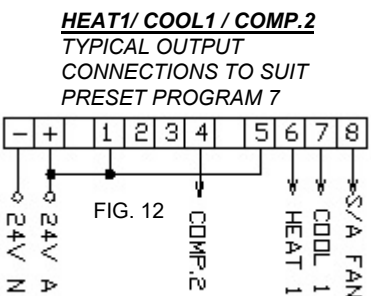 HEAT1/ COOL1 / COMP.2
TYPICAL OUTPUT
CONNECTIONS TO SUIT
PRESET PROGRAM 7
- + 1 2 3 4 5 6 7 8
FIG. 12
24V N
24V A
COMP.2
HEAT 1
COOL 1
S/A FAN